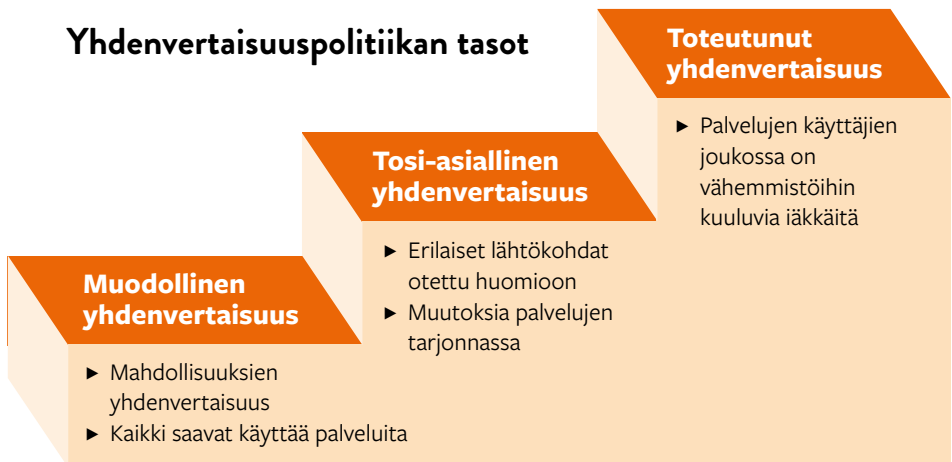 Yhdenvertaisuuspolitiikan tasot
Muodollinen
yhdenvertaisuus
► Mahdollisuuksien
yhdenvertaisuus
► Kaikki saavat käyttää palveluita
Tosi-asiallinen
yhdenvertaisuus
► Erilaiset lähtökohdat
otettu huomioon
► Muutoksia palvelujen
tarjonnassa
Toteutunut
yhdenvertaisuus
► Palvelujen käyttäjien
joukossa on
vähemmistöihin
kuuluvia iäkkäitä